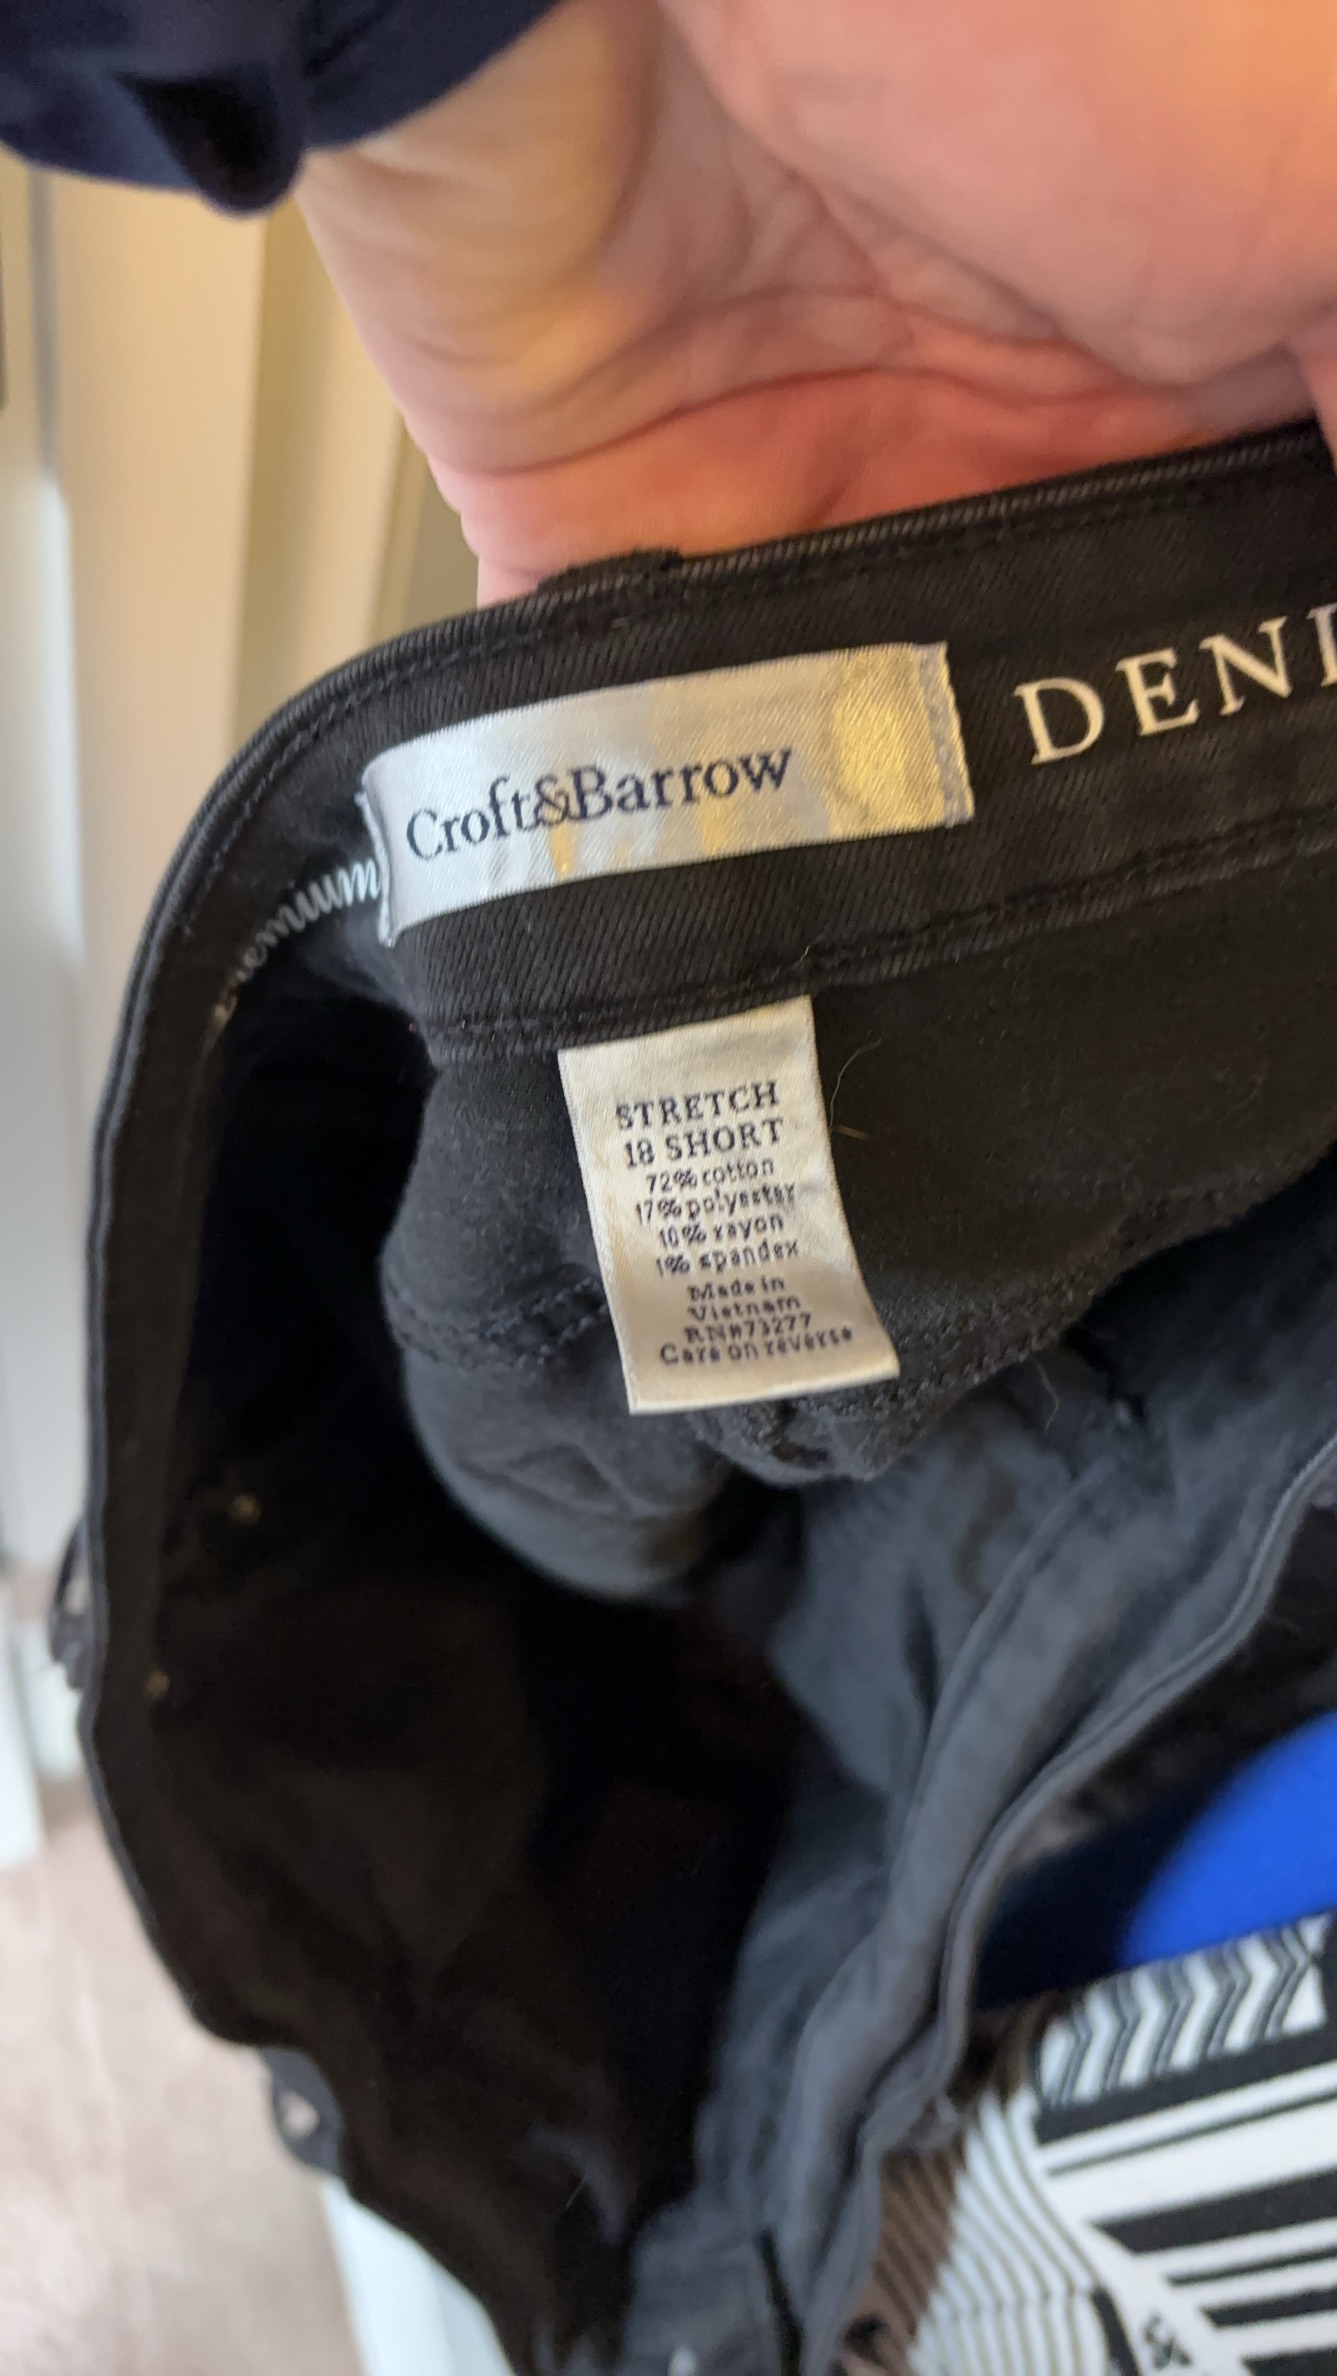 Croft&Barrow
STRETCH
18 SHORT
72% cotton
17% polyester
10% rayon
1% spandex
Made in
Vietnam
RN#73277
Care on reverse